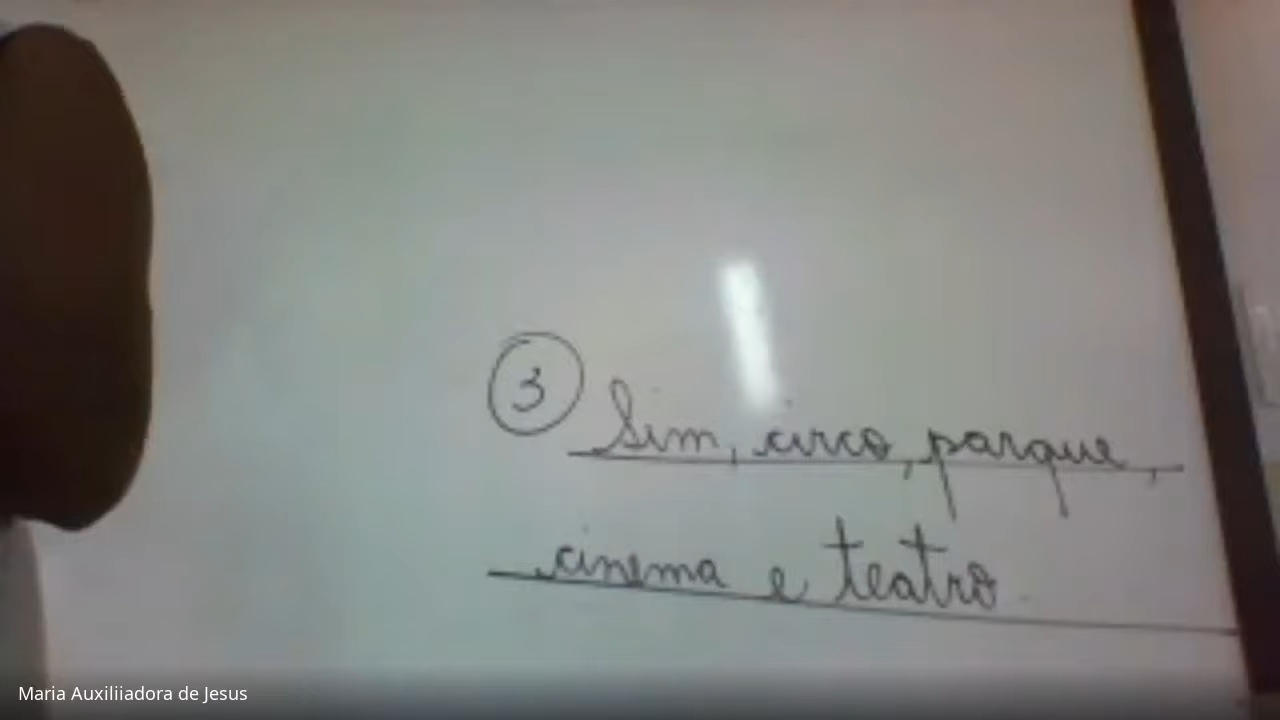 3 Sim, circo, parque,
cinema e teatro.
Maria Auxiliiadora de Jesus